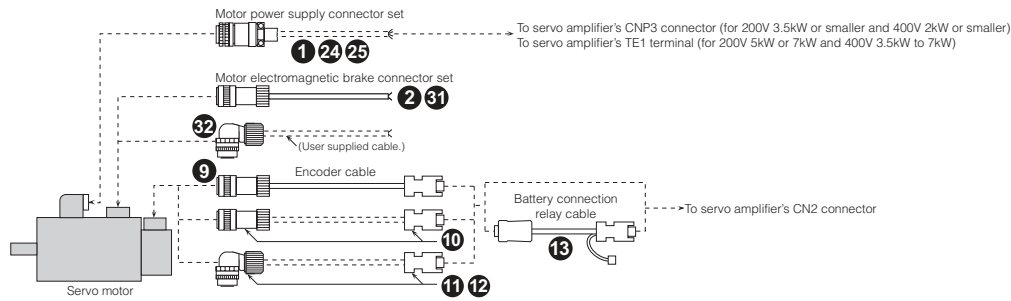 Motor power supply connector set
To servo amplifier's CNP3 connector (for 200V 3.5kW or smaller and 400V 2kW or smaller)
To servo amplifier's TE1 terminal (for 200V 5kW or 7kW and 400V 3.5kW to 7kW)
1 24 25
Motor electromagnetic brake connector set
2 31
32
(User supplied cable.)
9
Encoder cable
Battery connection
relay cable
To servo amplifier's CN2 connector
10
13
11 12
Servo motor